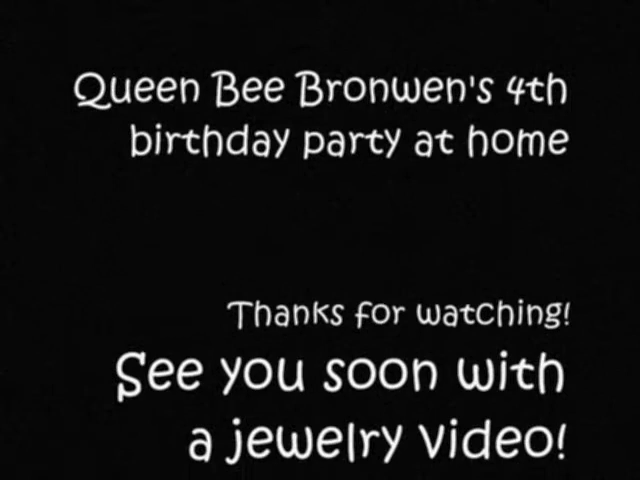 Queen Bee Bronwen's 4th
birthday party at home
Thanks for watching!
See you soon with
a jewelry video!